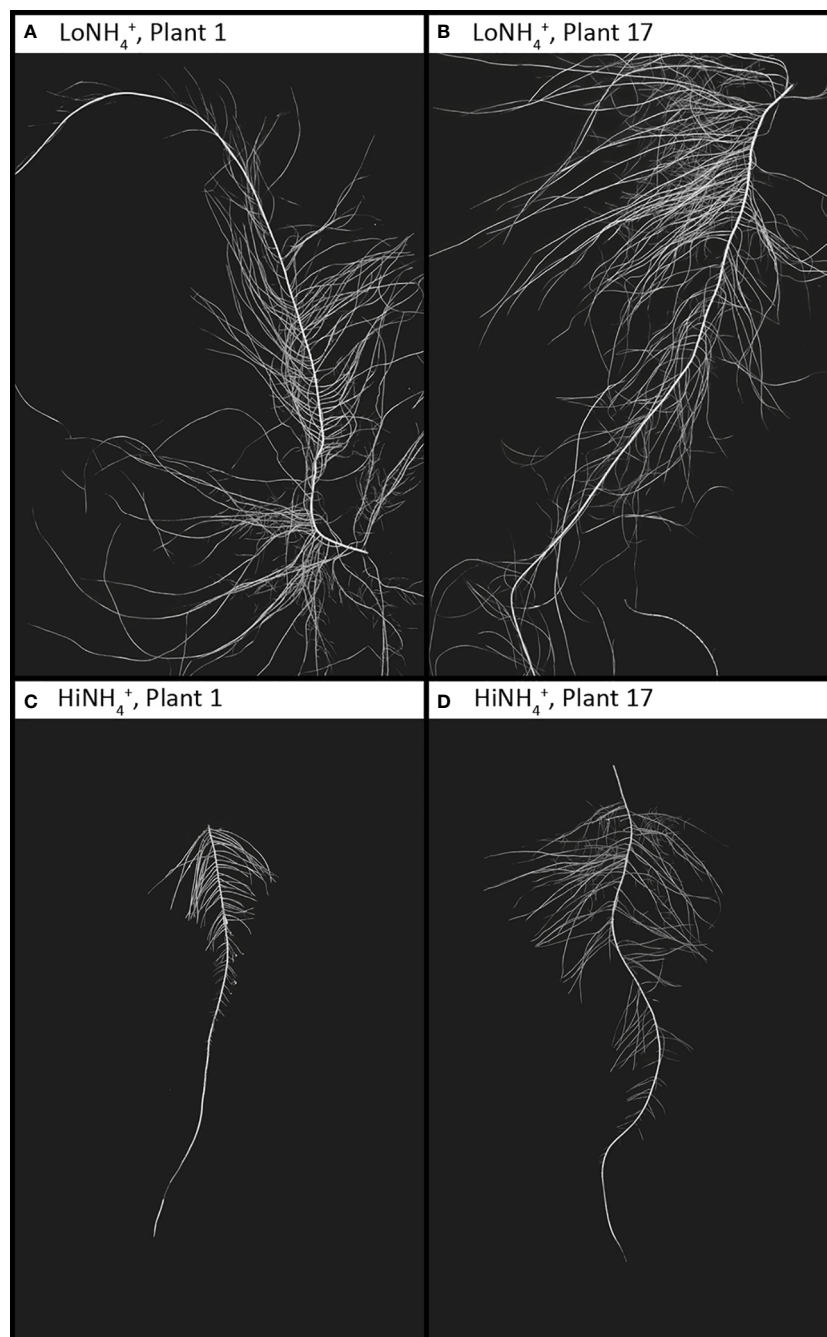 A LoNH₄⁺, Plant 1
B LoNH₄⁺, Plant 17
C HiNH₄⁺, Plant 1
D HiNH₄⁺, Plant 17